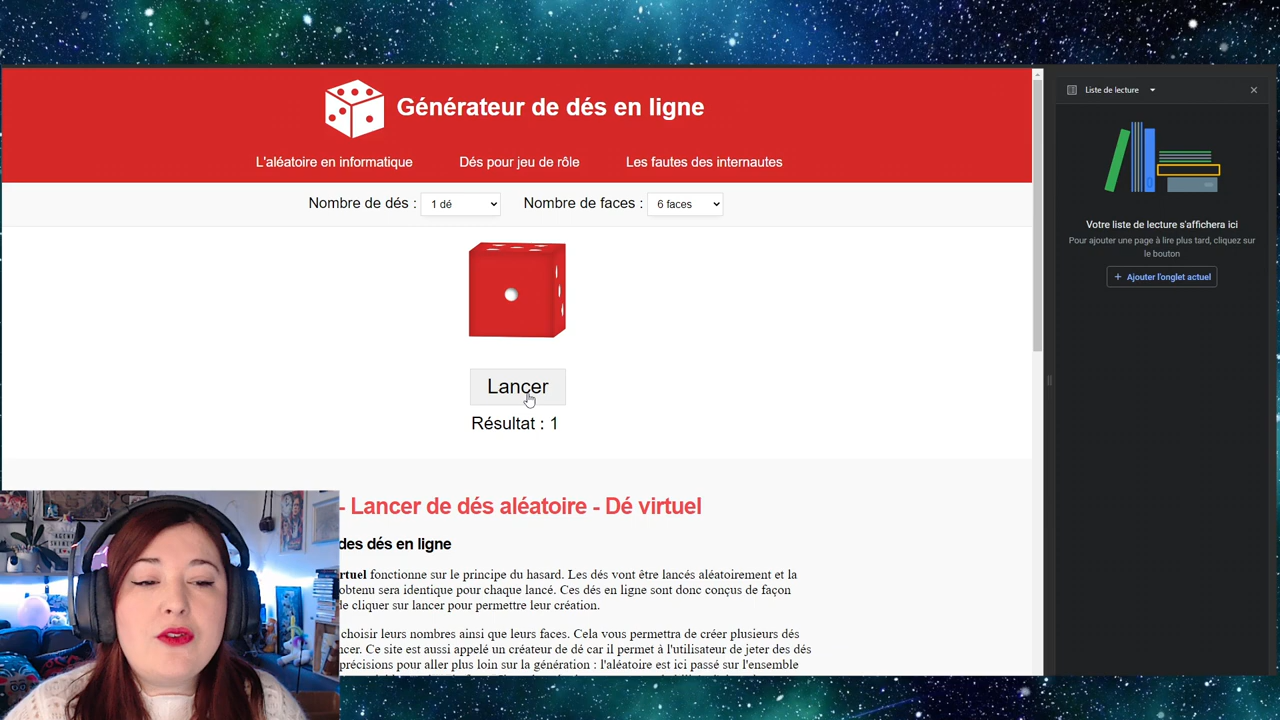 Générateur de dés en ligne
L'aléatoire en informatique Dés pour jeu de rôle Les fautes des internautes
Nombre de dés : 1 dé Nombre de faces : 6 faces
Lancer
Résultat : 1
- Lancer de dés aléatoire - Dé virtuel
des dés en ligne
rtuel fonctionne sur le principe du hasard. Les dés vont être lancés aléatoirement et la
obtenu sera identique pour chaque lancé. Ces dés en ligne sont donc conçus de façon
le cliquer sur lancer pour permettre leur création.
choisir leurs nombres ainsi que leurs faces. Cela vous permettra de créer plusieurs dés
ncer. Ce site est aussi appelé un créateur de dé car il permet à l'utilisateur de jeter des dés
précisions pour aller plus loin sur la génération : l'aléatoire est ici passé sur l'ensemble
Liste de lecture
Votre liste de lecture s'affichera ici
Pour ajouter une page à lire plus tard, cliquez sur
le bouton
+ Ajouter l'onglet actuel